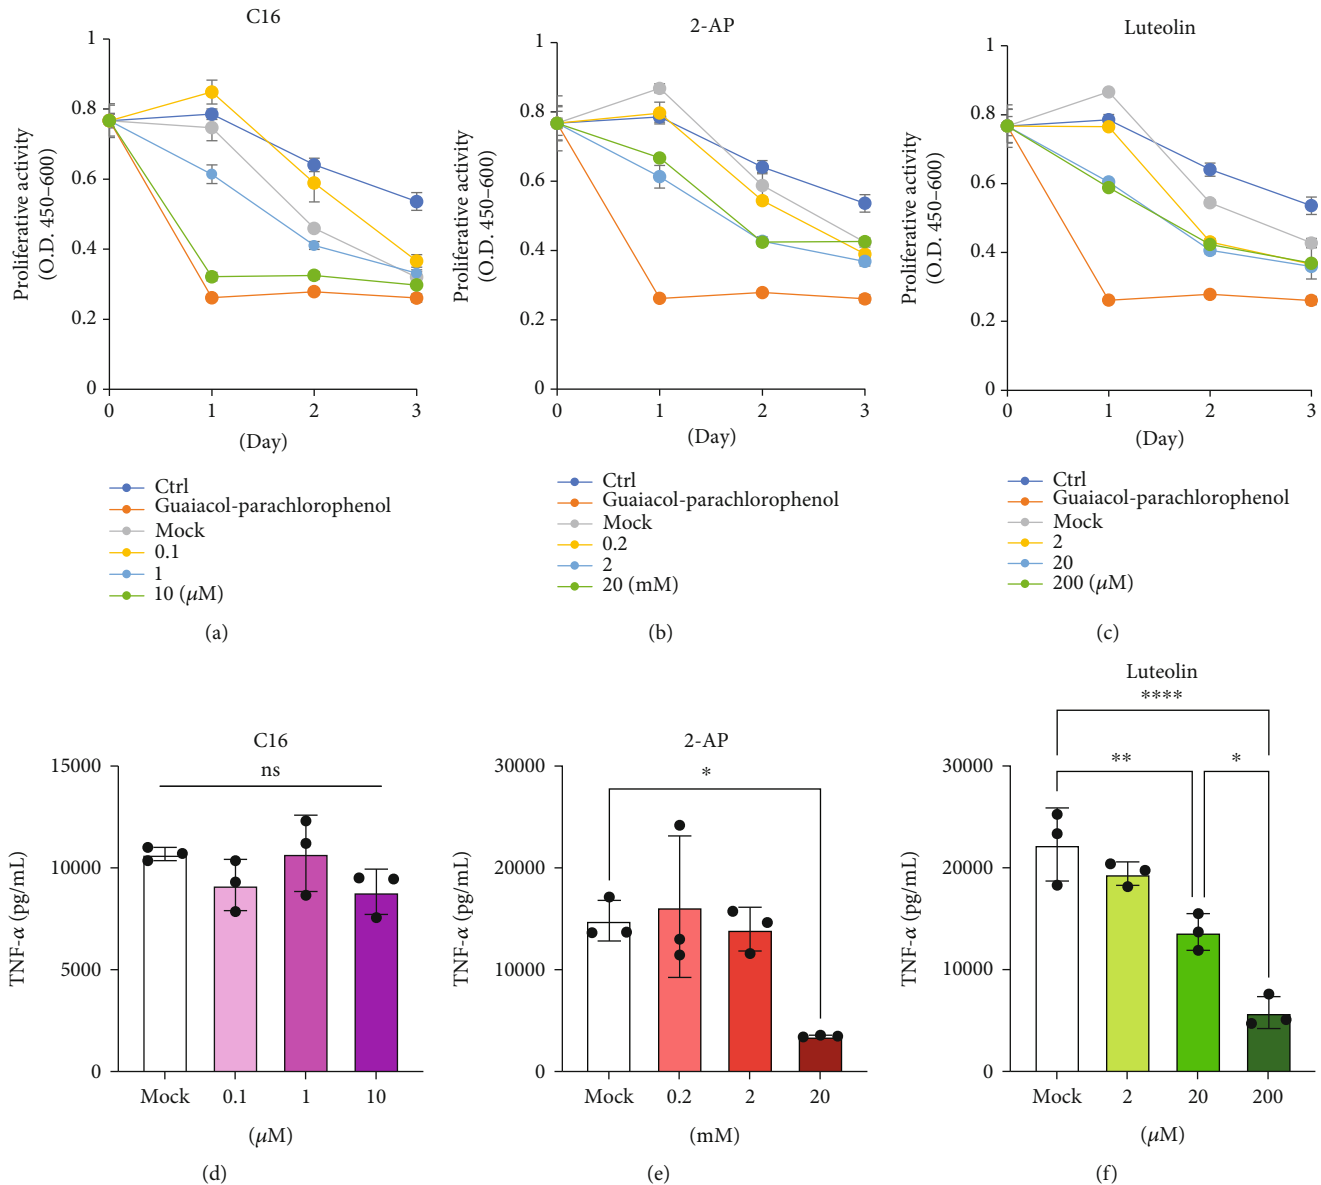 C16
1
0.8
0.6
0.4
0.2
0
0 1 2 3
Proliferative activity
(O.D. 450–600)
(Day)
Ctrl
Guaiacol-parachlorophenol
Mock
0.1
1
10 (μM)
(a)
2-AP
1
0.8
0.6
0.4
0.2
0
0 1 2 3
Proliferative activity
(O.D. 450–600)
(Day)
Ctrl
Guaiacol-parachlorophenol
Mock
0.2
2
20 (mM)
(b)
Luteolin
1
0.8
0.6
0.4
0.2
0
0 1 2 3
Proliferative activity
(O.D. 450–600)
(Day)
Ctrl
Guaiacol-parachlorophenol
Mock
2
20
200 (μM)
(c)
C16
ns
15000
10000
5000
0
TNF-α (pg/mL)
Mock 0.1 1 10
(μM)
(d)
2-AP
*
30000
20000
10000
0
TNF-α (pg/mL)
Mock 0.2 2 20
(mM)
(e)
Luteolin
****
** *
30000
20000
10000
0
TNF-α (pg/mL)
Mock 2 20 200
(μM)
(f)